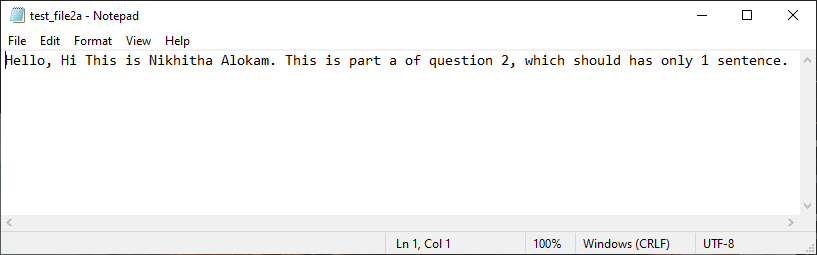 test_file2a - Notepad
File Edit Format View Help
Hello, Hi This is Nikhitha Alokam. This is part a of question 2, which should has only 1 sentence.
Ln 1, Col 1 100% Windows (CRLF) UTF-8